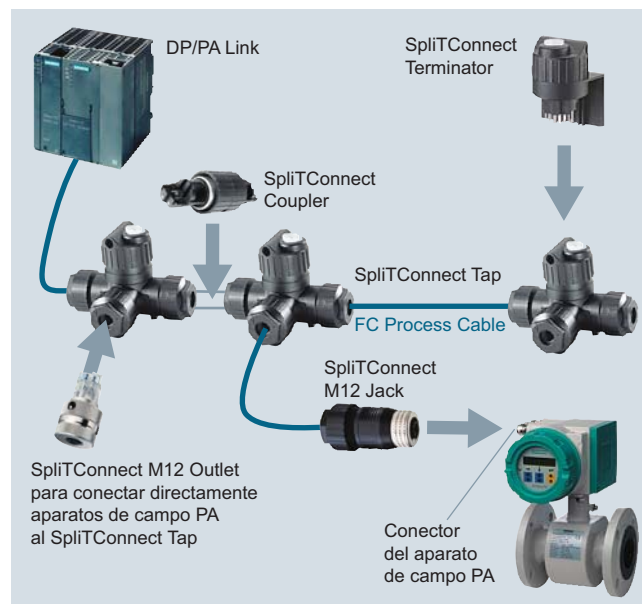 DP/PA Link
SpliTConnect
Terminator
SpliTConnect
Coupler
SpliTConnect Tap
FC Process Cable
SpliTConnect
M12 Jack
SpliTConnect M12 Outlet
para conectar directamente
aparatos de campo PA
al SpliTConnect Tap
Conector
del aparato
de campo PA